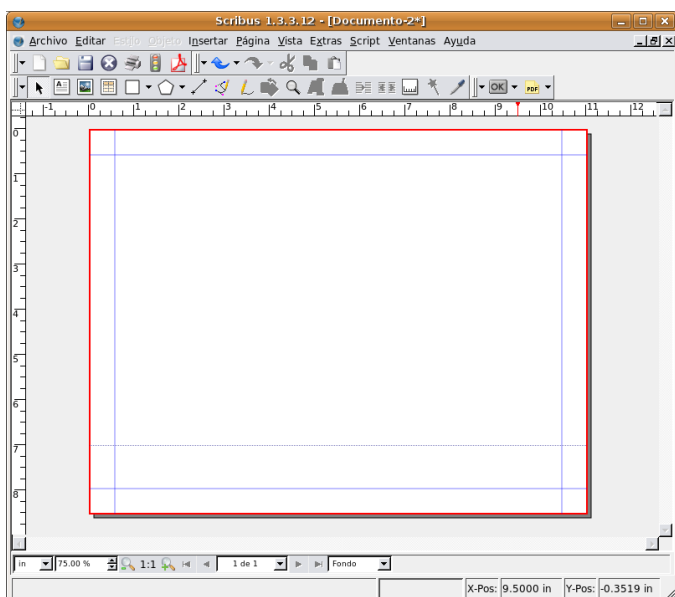 Scribus 1.3.3.12 - [Documento-2*]
Archivo Editar Estilo Objeto Insertar Página Vista Extras Script Ventanas Ayuda
OK PDF
-1 0 1 2 3 4 5 6 7 8 9 10 11 12
0
1
2
3
4
5
6
7
8
in 75.00 % 1:1 1 de 1 Fondo
X-Pos: 9.5000 in Y-Pos: -0.3519 in